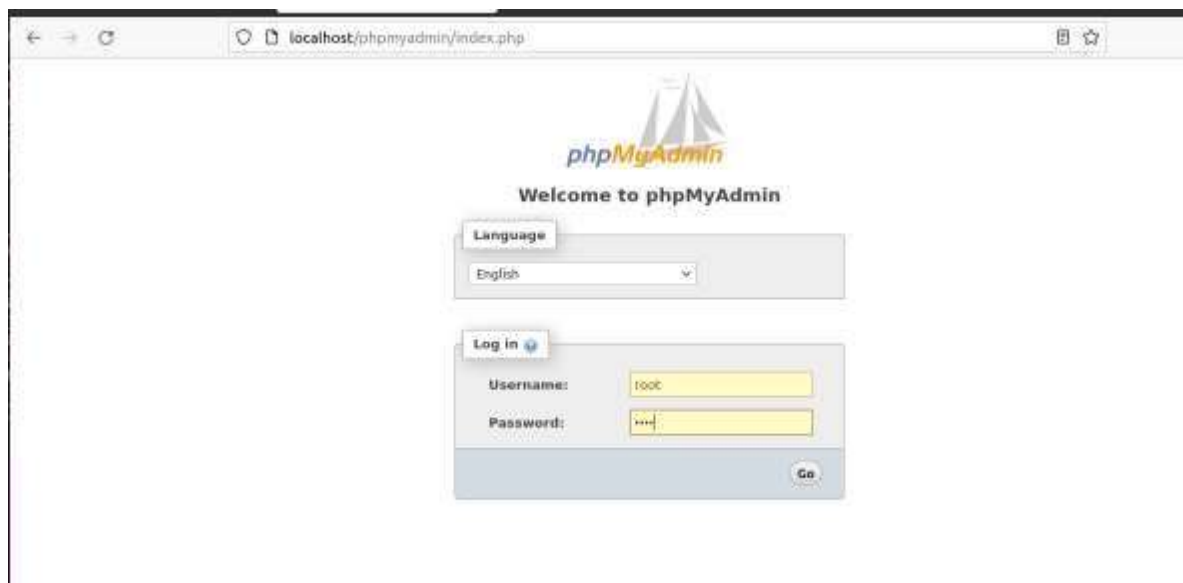 localhost/phpmyadmin/index.php
phpMyAdmin
Welcome to phpMyAdmin
Language
English
Log in
Username:
root
Password:
••••
Go